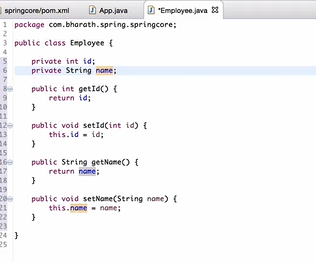 springcore/pom.xml
App.java
*Employee.java
1 package com.bharath.spring.springcore;
2
3 public class Employee {
4
5 private int id;
6 private String name;
7
8 public int getId() {
9 return id;
10 }
11
12 public void setId(int id) {
13 this.id = id;
14 }
15
16 public String getName() {
17 return name;
18 }
19
20 public void setName(String name) {
21 this.name = name;
22 }
23
24 }
25